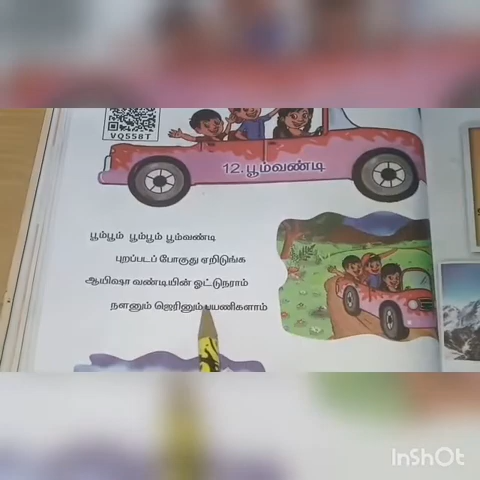 VQ558T
12. பூம்வண்டி
பூம்பூம் பூம்பூம் பூம்வண்டி
புறப்படப் போகுது ஏறிடுங்க
ஆயிஷா வண்டியின் ஓட்டுநராம்
நளனும் ஜெரினும் பயணிகளாம்
InShOt